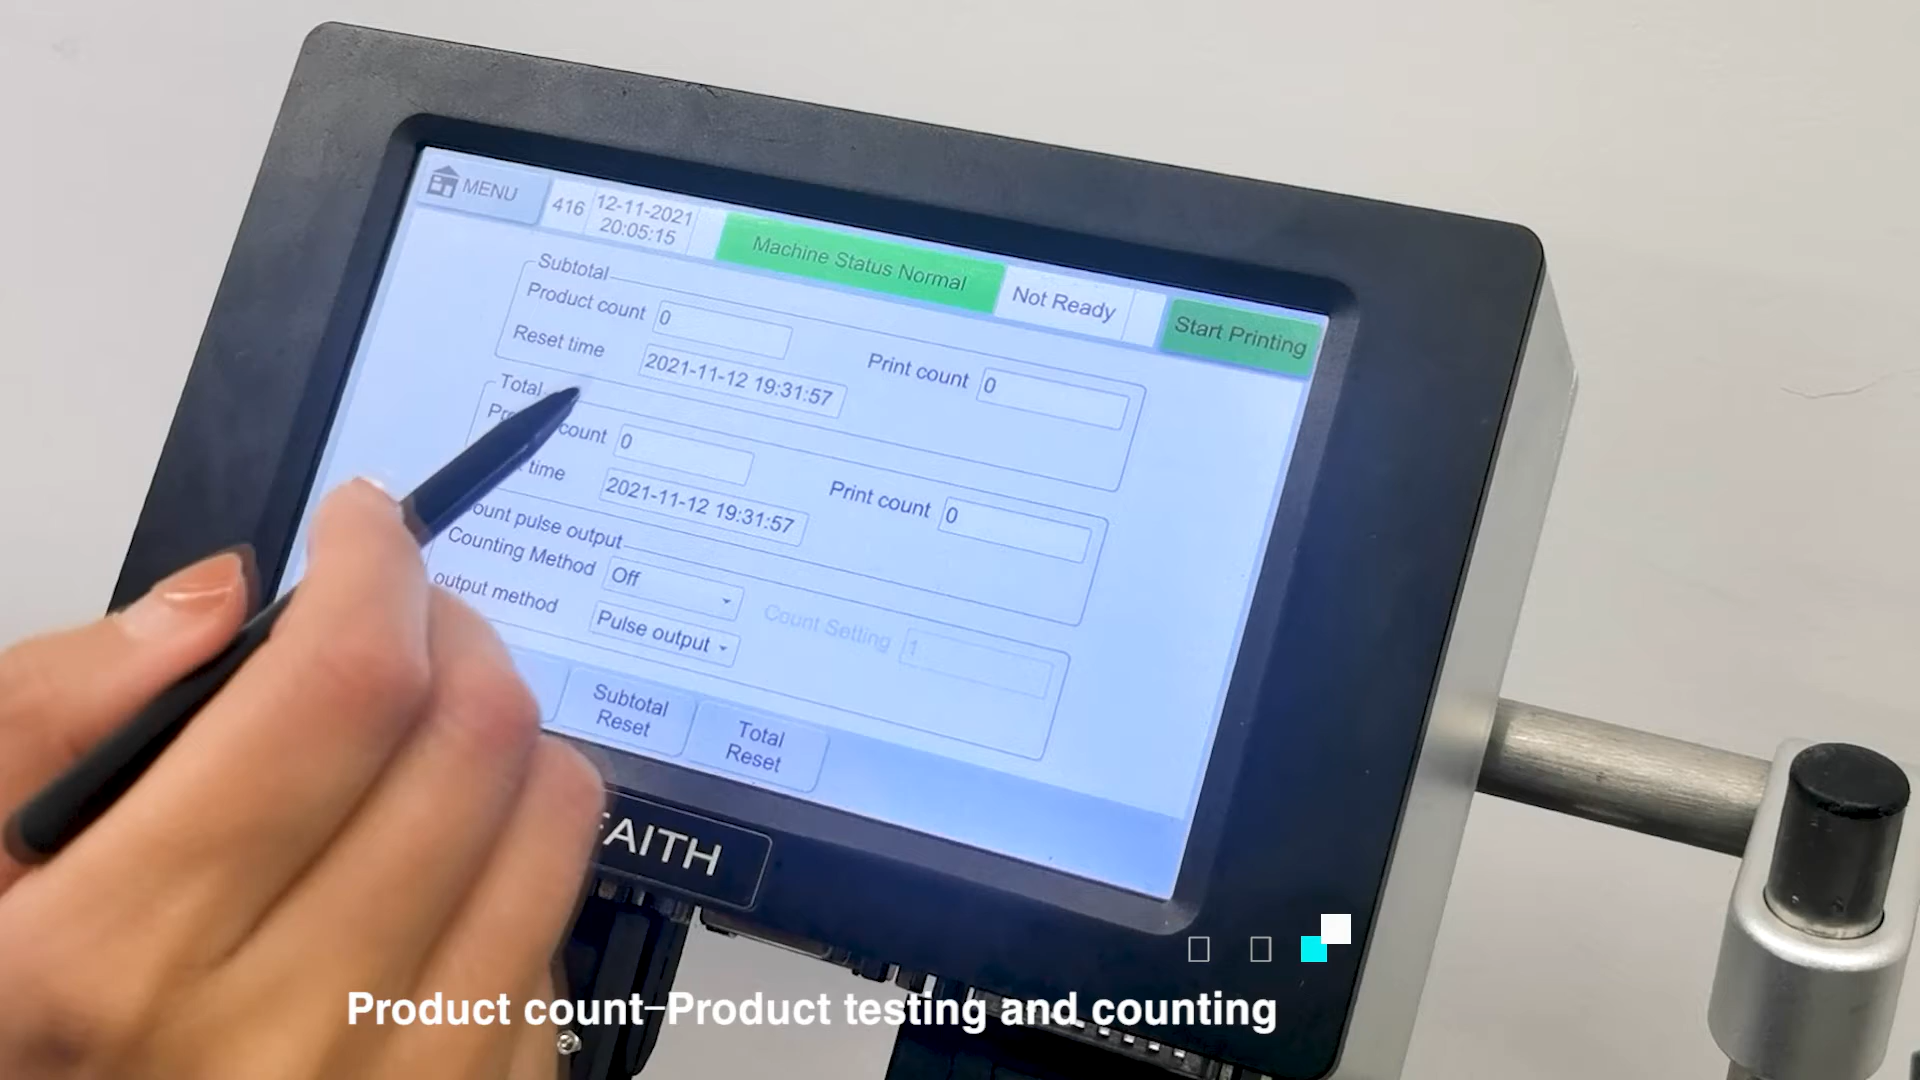 MENU
416
12-11-2021
20:05:15
Machine Status Normal
Not Ready
Start Printing
Subtotal
Product count 0
Print count 0
Reset time 2021-11-12 19:31:57
Total
count 0
Print count 0
time 2021-11-12 19:31:57
pulse output
Counting Method Off
output method Pulse output
Count Setting 1
Subtotal
Reset
Total
Reset
FAITH
Product count-Product testing and counting